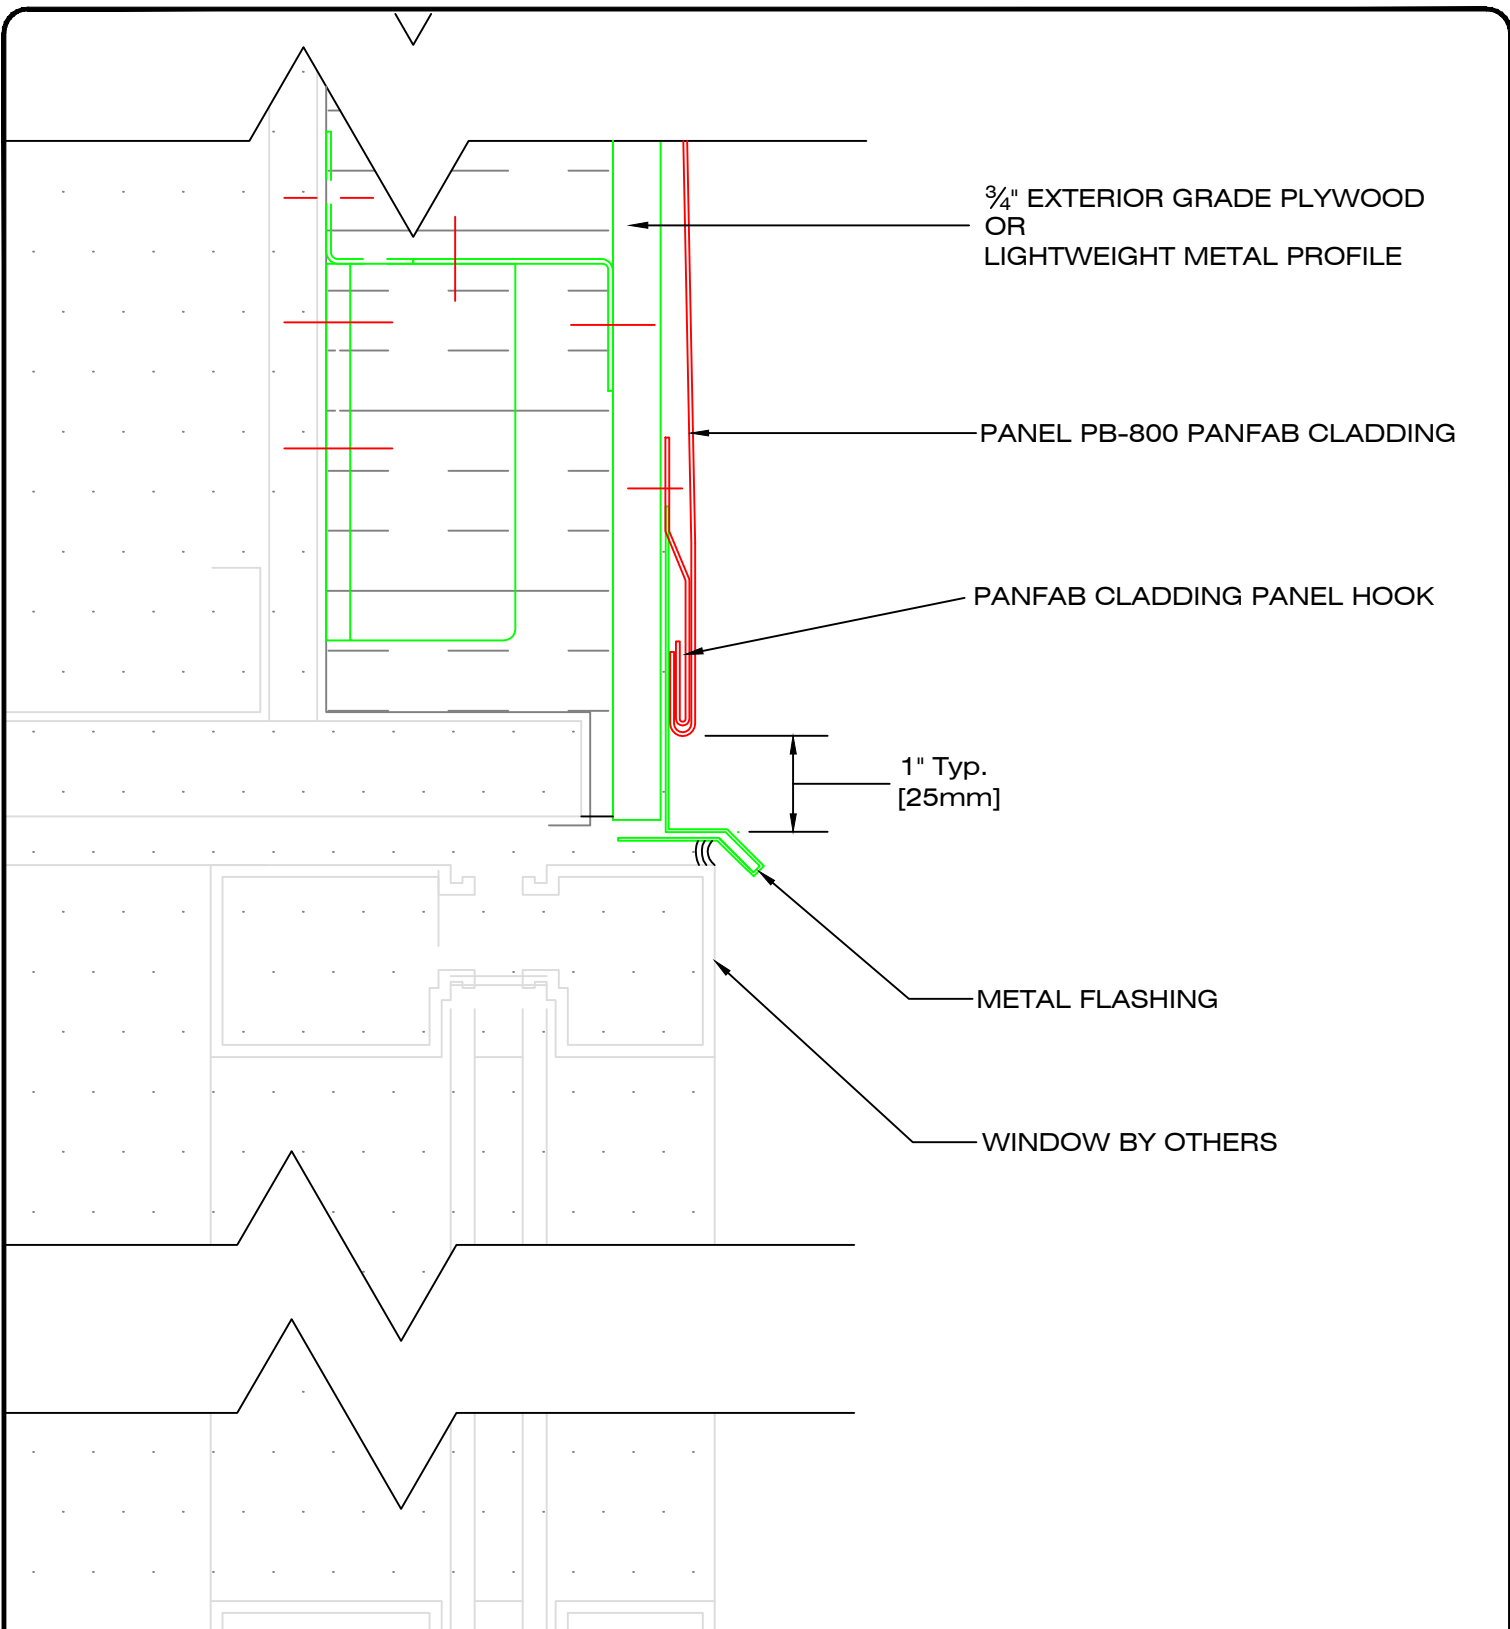 ¾" EXTERIOR GRADE PLYWOOD
OR
LIGHTWEIGHT METAL PROFILE
PANEL PB-800 PANFAB CLADDING
PANFAB CLADDING PANEL HOOK
1" Typ.
[25mm]
METAL FLASHING
WINDOW BY OTHERS